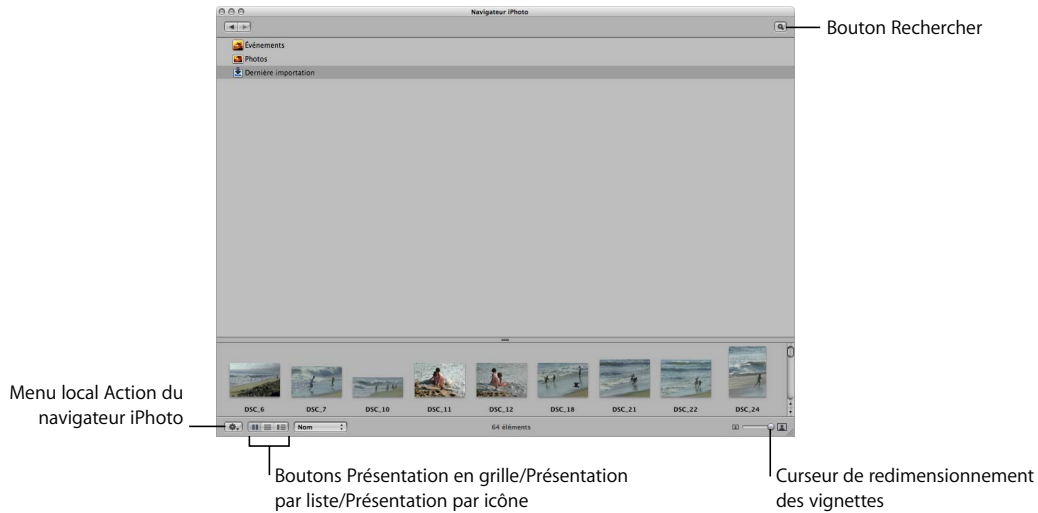 Navigateur iPhoto
Bouton Rechercher
Événements
Photos
Dernière importation
DSC_6
DSC_7
DSC_10
DSC_11
DSC_12
DSC_18
DSC_21
DSC_22
DSC_24
Menu local Action du
navigateur iPhoto
Nom
64 éléments
Boutons Présentation en grille/Présentation
par liste/Présentation par icône
Curseur de redimensionnement
des vignettes